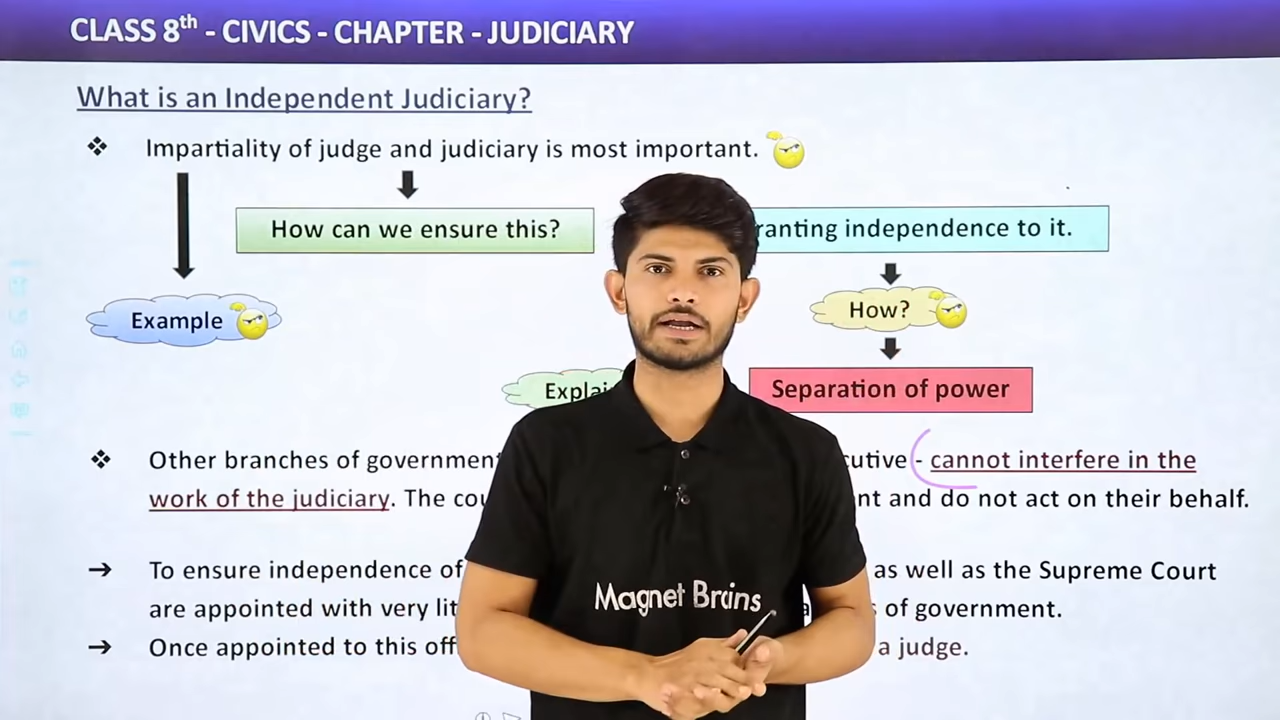 CLASS 8th - CIVICS - CHAPTER - JUDICIARY
What is an Independent Judiciary?
❖ Impartiality of judge and judiciary is most important.
How can we ensure this?
ranting independence to it.
Example
How?
Explai
Separation of power
❖ Other branches of government cutive - cannot interfere in the
work of the judiciary. The cou nt and do not act on their behalf.
→ To ensure independence of as well as the Supreme Court
are appointed with very lit s of government.
→ Once appointed to this off a judge.
Magnet Brains